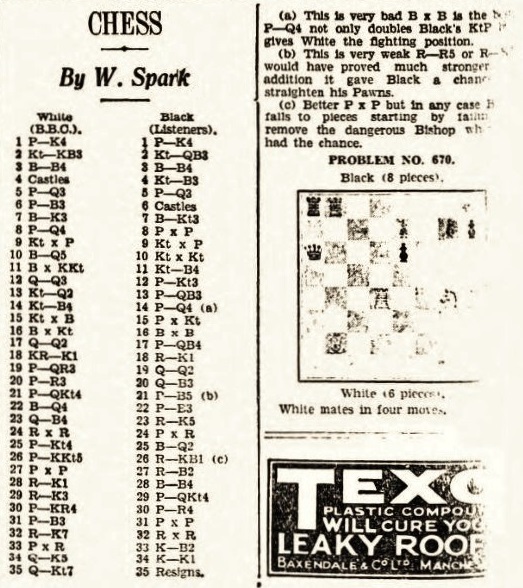 CHESS
By W. Spark
White
(B.B.C.).
Black
(Listeners).
1 P—K4 1 P—K4
2 Kt—KB3 2 Kt—QB3
3 B—B4 3 B—B4
4 Castles 4 Kt—B3
5 P—Q3 5 P—Q3
6 P—B3 6 Castles
7 B—K3 7 B—Kt3
8 P—Q4 8 P x P
9 Kt x P 9 Kt x P
10 B—Q5 10 Kt x Kt
11 B x KKt 11 Kt—B4
12 Q—Q3 12 P—Kt3
13 Kt—Q2 13 P—QB3
14 Kt—B4 14 P—Q4 (a)
15 Kt x B 15 P x Kt
16 B x Kt 16 B x B
17 Q—Q2 17 P—QB4
18 KR—K1 18 R—K1
19 P—QR3 19 Q—Q2
20 P—R3 20 Q—B3
21 P—QKt4 21 P—B5 (b)
22 B—Q4 22 P—E3
23 Q—B4 23 R—K5
24 R x R 24 P x R
25 P—Kt4 25 B—Q2
26 P—KKt5 26 R—KB1 (c)
27 P x P 27 R—B2
28 R—K1 28 B—B4
29 R—K3 29 P—QKt4
30 P—KR4 30 P—R4
31 P—B3 31 P x P
32 R—K7 32 R x R
33 P x R 33 K—B2
34 Q—K5 34 K—K1
35 Q—Kt7 35 Resigns.
(a) This is very bad B x B is the
P—Q4 not only doubles Black's KtP
gives White the fighting position.
(b) This is very weak R—R5 or R—
would have proved much stronger
addition it gave Black a chance
straighten his Pawns.
(c) Better P x P but in any case
falls to pieces starting by failing
remove the dangerous Bishop
had the chance.
PROBLEM NO. 670.
Black (8 pieces).
White (6 pieces).
White mates in four moves.
TEXO
PLASTIC COMPOU
WILL CURE YOU
LEAKY ROOF
BAXENDALE & Co LTD. MANCHE